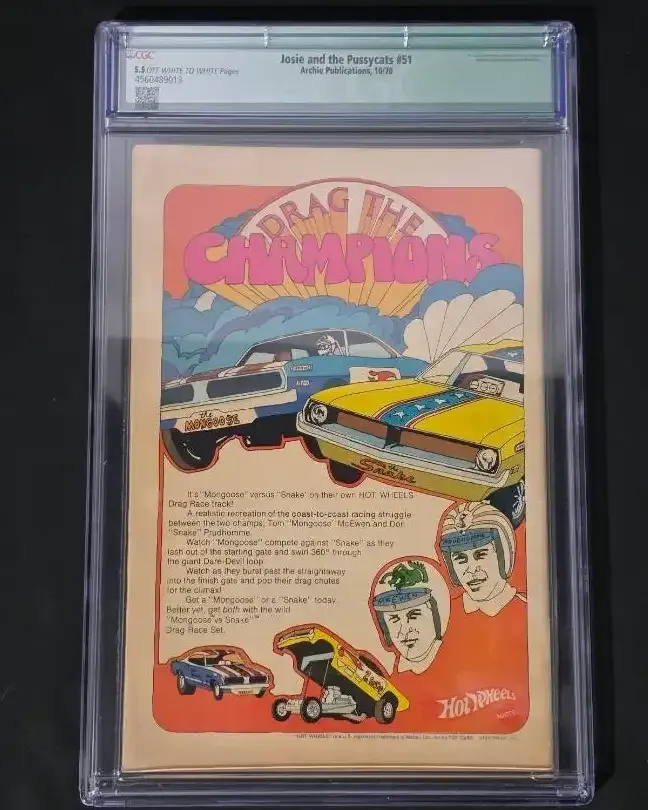 CGC
Josie and the Pussycats #51
Archie Publications, 10/70
5.5 OFF WHITE TO WHITE Pages
4560489013
DRAG THE
CHAMPIONS
the
MONGOOSE
the
Snake
It's "Mongoose" versus "Snake" on their own HOT WHEELS
Drag Race track!
A realistic recreation of the coast-to-coast racing struggle
between the two champs, Tom "Mongoose" McEwen and Don
"Snake" Prudhomme.
Watch "Mongoose" compete against "Snake" as they
lash out of the starting gate and swirl 360° through
the giant Dare-Devil loop.
Watch as they burst past the straightaway
into the finish gate and pop their drag chutes
for the climax!
Get a "Mongoose" or a "Snake" today.
Better yet, get both with the wild
"Mongoose vs Snake"™
Drag Race Set.
PRUDHOMME
McEWEN
Hot Wheels
MATTEL